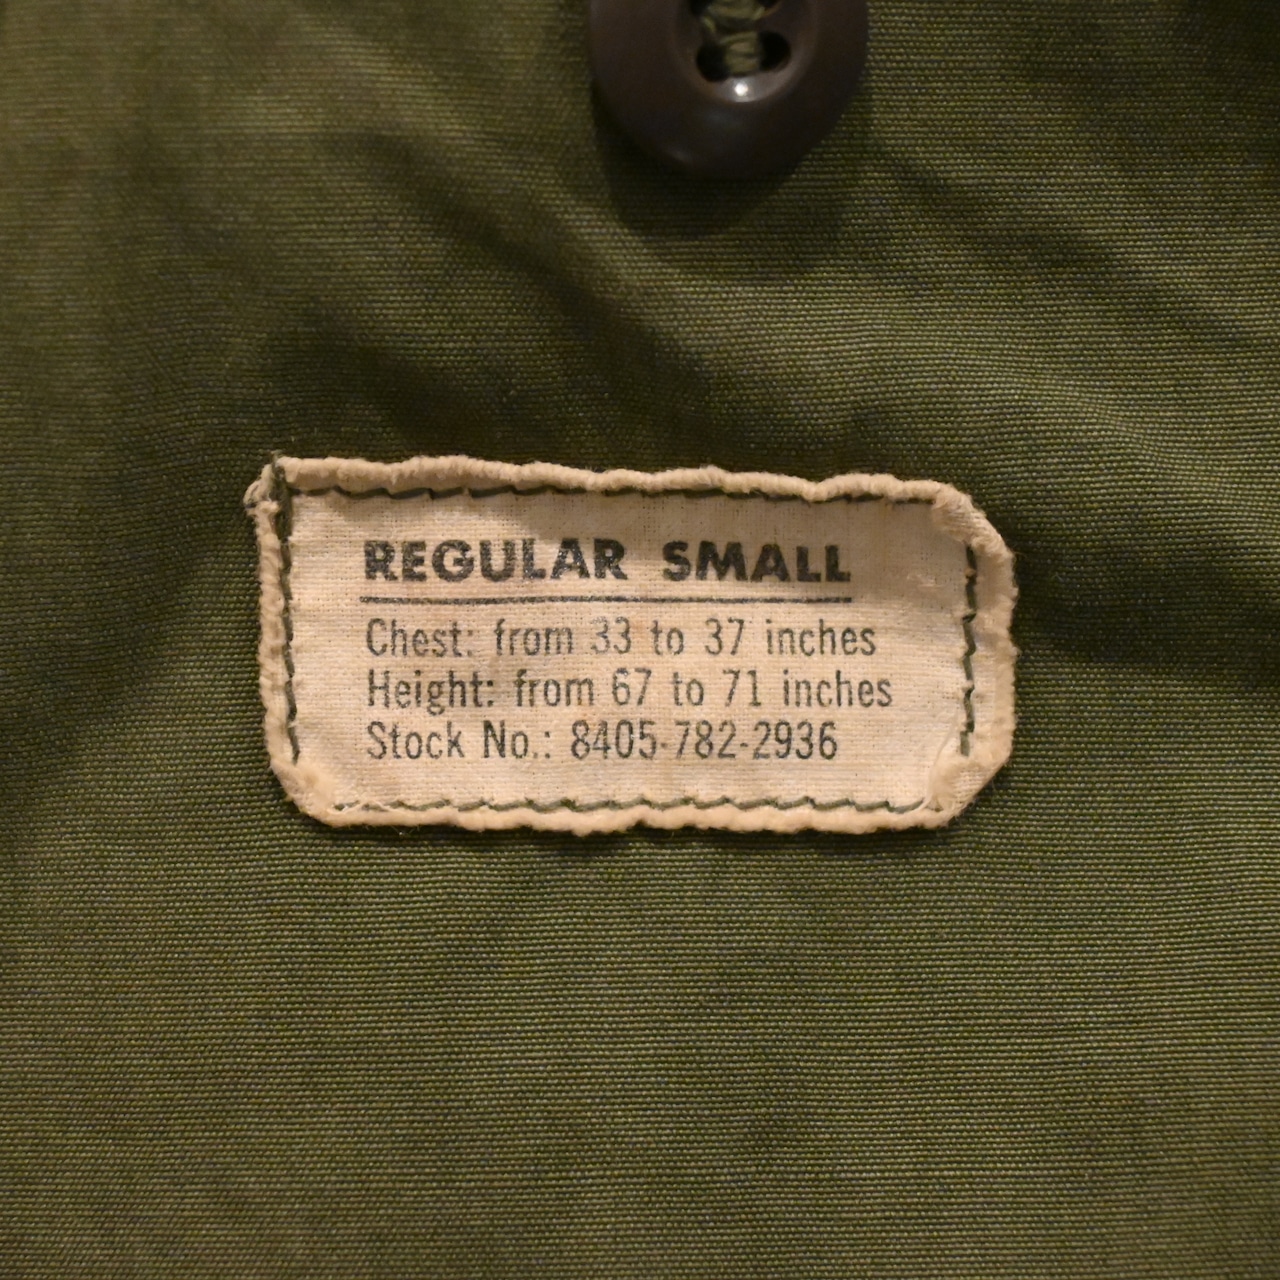 REGULAR SMALL
Chest: from 33 to 37 inches
Height: from 67 to 71 inches
Stock No.: 8405-782-2936